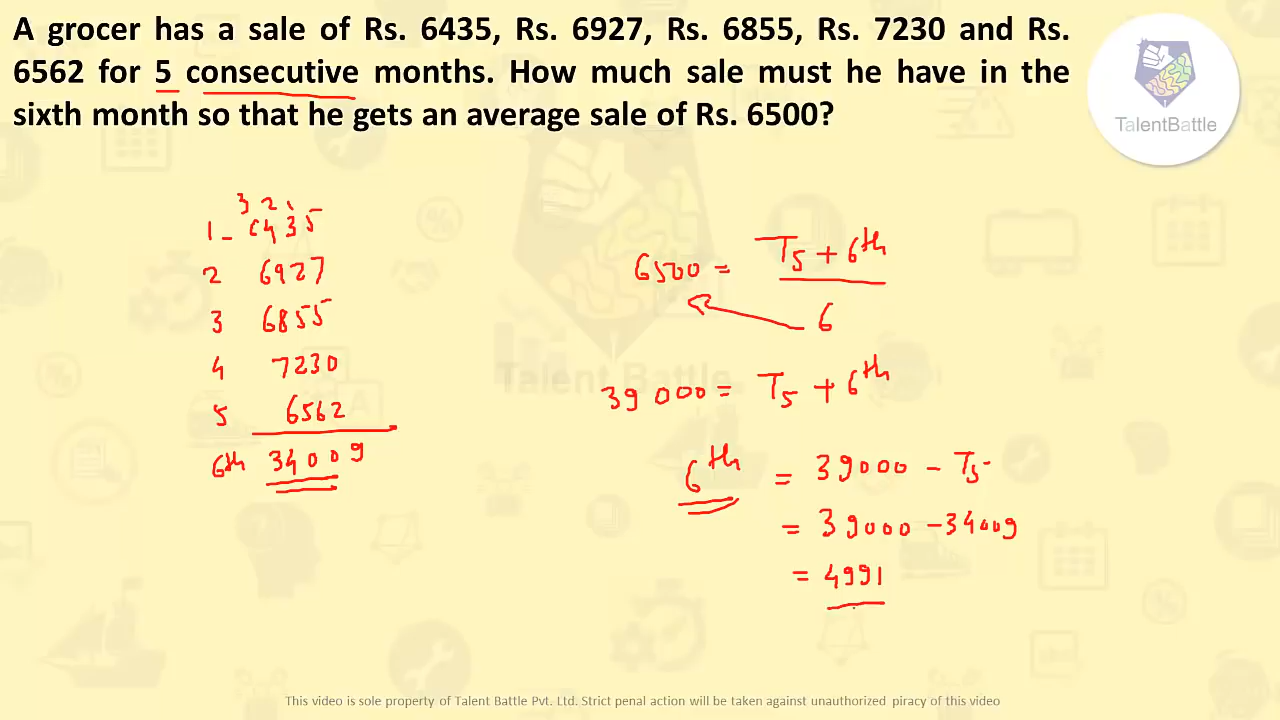 A grocer has a sale of Rs. 6435, Rs. 6927, Rs. 6855, Rs. 7230 and Rs.
6562 for 5 consecutive months. How much sale must he have in the
sixth month so that he gets an average sale of Rs. 6500?
TalentBattle
3 2 1
1 - 6435
2 6927
3 6855
4 7230
5 6562
6th 34009
6500 = T5 + 6th
6
39000 = T5 + 6th
6th = 39000 - T5
= 39000 - 34009
= 4991
Talent Battle
This video is sole property of Talent Battle Pvt. Ltd. Strict penal action will be taken against unauthorized piracy of this video